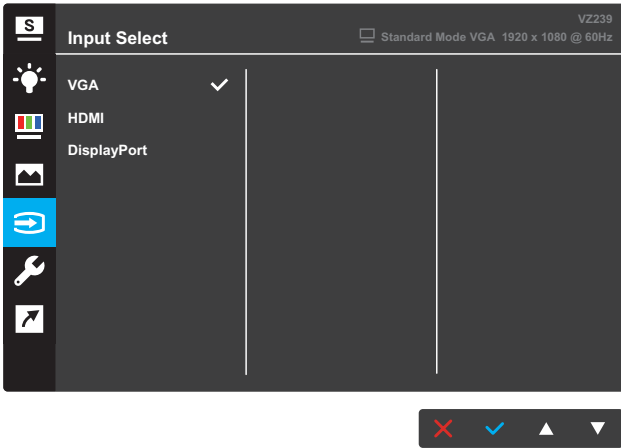 S
VZ239
Input Select
Standard Mode VGA 1920 x 1080 @ 60Hz
VGA
HDMI
DisplayPort